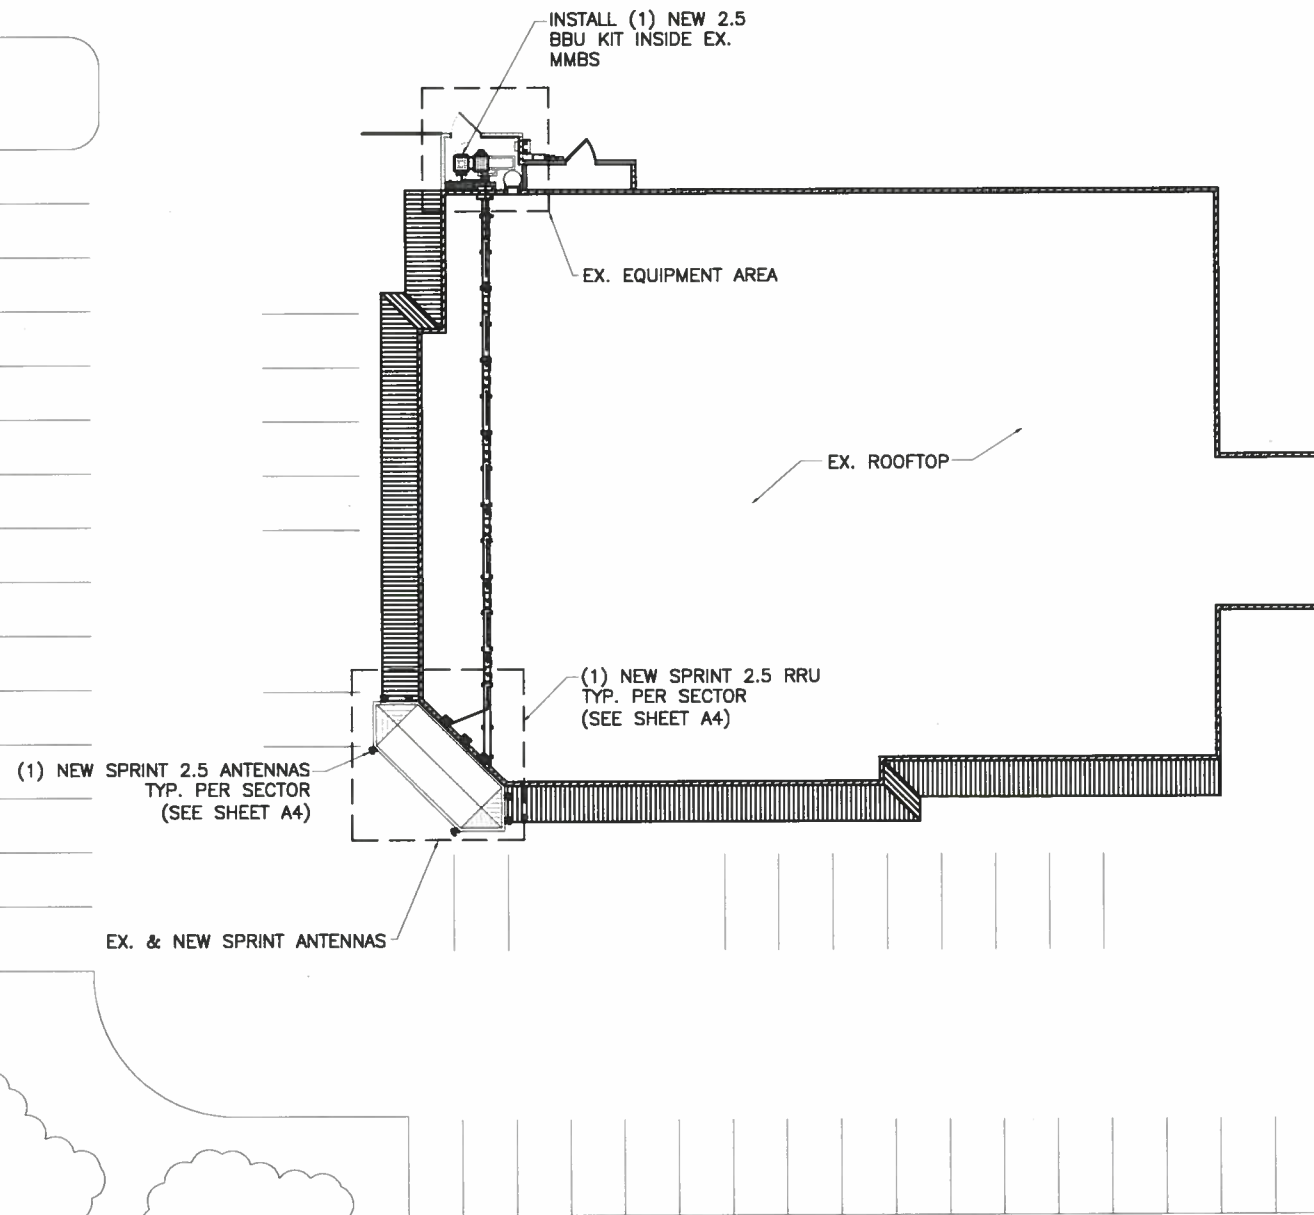 INSTALL (1) NEW 2.5
BBU KIT INSIDE EX.
MMBS
EX. EQUIPMENT AREA
EX. ROOFTOP
(1) NEW SPRINT 2.5 RRU
TYP. PER SECTOR
(SEE SHEET A4)
(1) NEW SPRINT 2.5 ANTENNAS
TYP. PER SECTOR
(SEE SHEET A4)
EX. & NEW SPRINT ANTENNAS